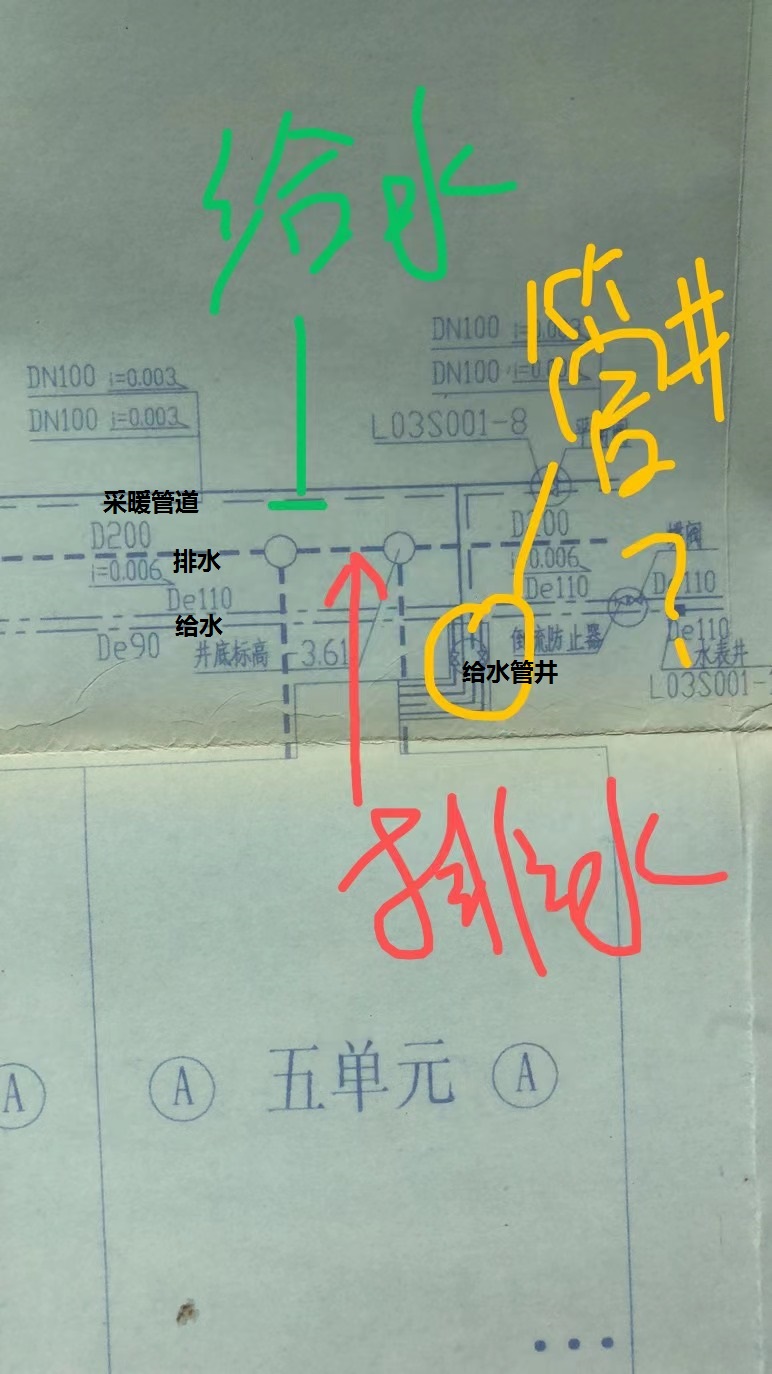 给水
管井
?
DN100 i=0.003
DN100
DN100 i=0.003
DN100 i=0.003
L03S001-8
采暖管道
D200
D200
排水
i=0.006
i=0.006
De110
De110
给水
De90
井底标高
-3.61
倒流防止器
De110
水表井
给水管井
L03S001-
排水
A
A
五单元
A